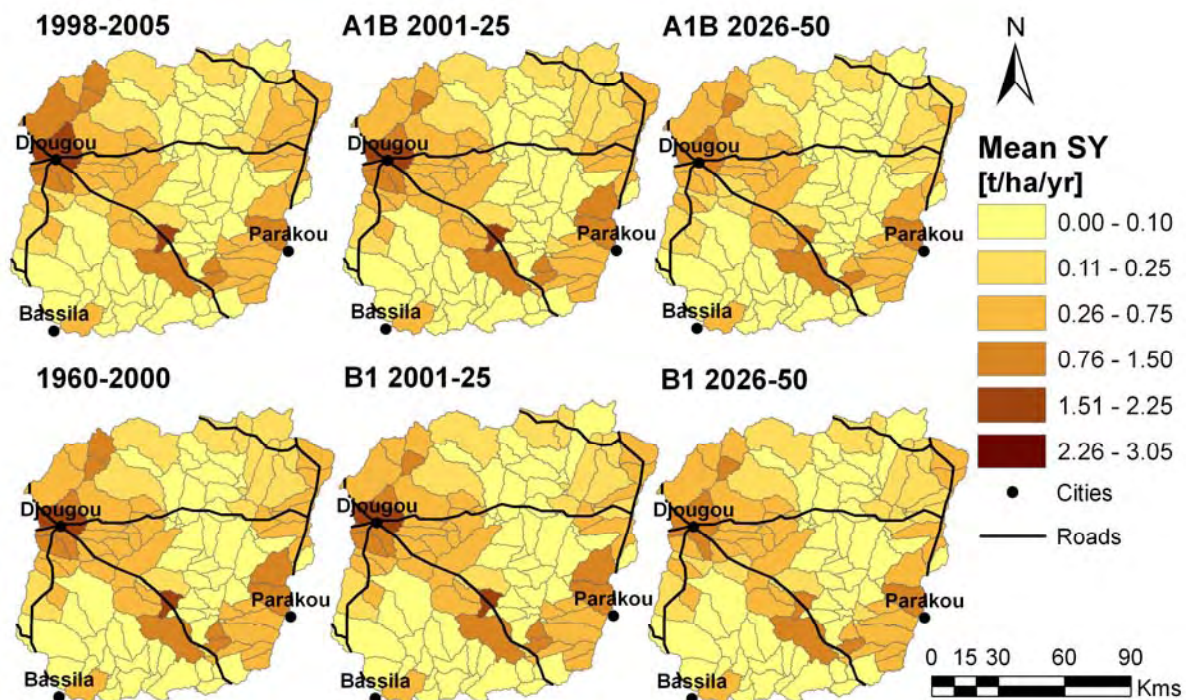 1998-2005
A1B 2001-25
A1B 2026-50
N
Djougou
Djougou
Djougou
Parakou
Parakou
Parakou
Bassila
Bassila
Bassila
Mean SY
[t/ha/yr]
0.00 - 0.10
0.11 - 0.25
0.26 - 0.75
0.76 - 1.50
1.51 - 2.25
2.26 - 3.05
Cities
Roads
1960-2000
B1 2001-25
B1 2026-50
Djougou
Djougou
Djougou
Parakou
Parakou
Parakou
Bassila
Bassila
Bassila
0 15 30 60 90
Kms